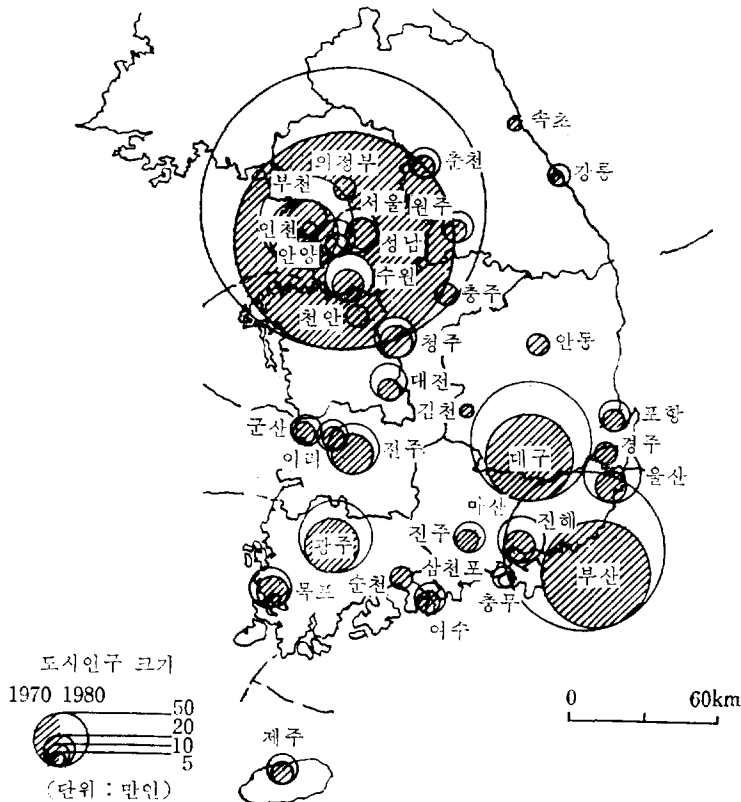 속초
춘천
강릉
의정부
부천
서울
원주
인천
성남
안양
수원
충주
천안
청주
안동
대전
김천
포항
군산
경주
이리
전주
대구
울산
마산
진주
진해
광주
삼천포
부산
순천
목포
충무
여수
도시인구 크기
1970 1980
50
20
10
5
(단위 : 만인)
0 60km
제주